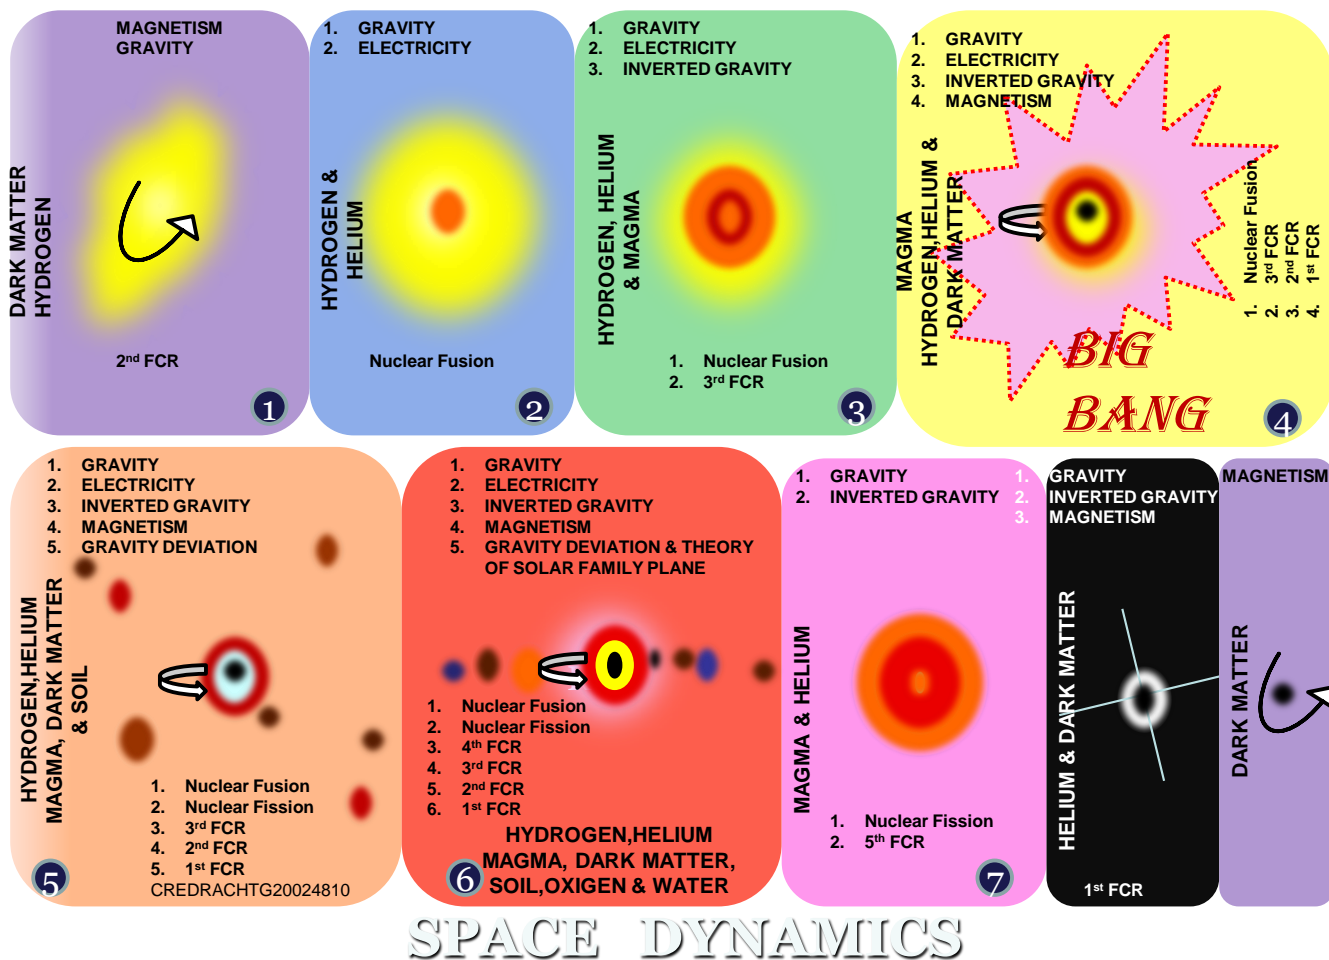 MAGNETISM
GRAVITY
DARK MATTER
HYDROGEN
2nd FCR
1
1. GRAVITY
2. ELECTRICITY
HYDROGEN &
HELIUM
Nuclear Fusion
2
1. GRAVITY
2. ELECTRICITY
3. INVERTED GRAVITY
HYDROGEN, HELIUM
& MAGMA
1. Nuclear Fusion
2. 3rd FCR
3
1. GRAVITY
2. ELECTRICITY
3. INVERTED GRAVITY
4. MAGNETISM
MAGMA
HYDROGEN,HELIUM &
DARK MATTER
1. Nuclear Fusion
2. 3rd FCR
3. 2nd FCR
4. 1st FCR
BIG
BANG
4
1. GRAVITY
2. ELECTRICITY
3. INVERTED GRAVITY
4. MAGNETISM
5. GRAVITY DEVIATION
HYDROGEN,HELIUM
MAGMA, DARK MATTER
& SOIL
1. Nuclear Fusion
2. Nuclear Fission
3. 3rd FCR
4. 2nd FCR
5. 1st FCR
CREDRACHTG20024810
5
1. GRAVITY
2. ELECTRICITY
3. INVERTED GRAVITY
4. MAGNETISM
5. GRAVITY DEVIATION & THEORY
OF SOLAR FAMILY PLANE
1. Nuclear Fusion
2. Nuclear Fission
3. 4th FCR
4. 3rd FCR
5. 2nd FCR
6. 1st FCR
HYDROGEN,HELIUM
MAGMA, DARK MATTER,
SOIL,OXIGEN & WATER
6
1. GRAVITY
2. INVERTED GRAVITY
MAGMA & HELIUM
1. Nuclear Fission
2. 5th FCR
7
1. GRAVITY
2. INVERTED GRAVITY
3. MAGNETISM
HELIUM & DARK MATTER
1st FCR
MAGNETISM
DARK MATTER
SPACE DYNAMICS